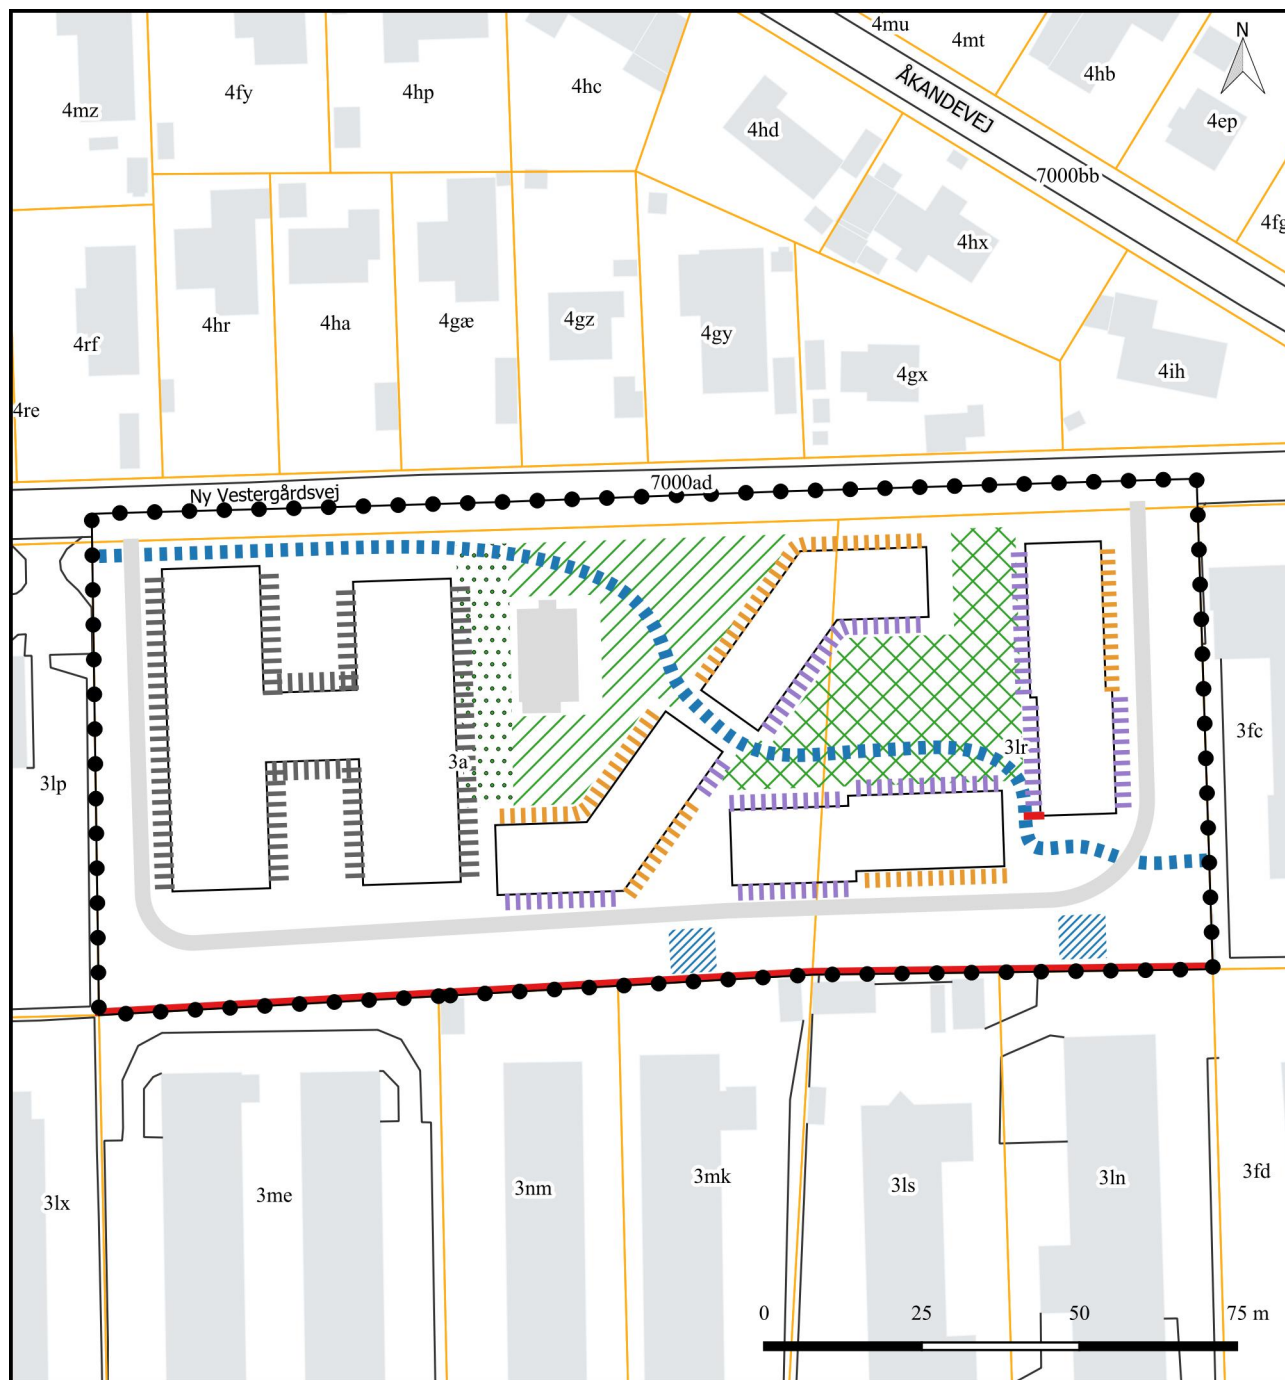 4mu
4mt
N
4mz
4fy
4hp
4hc
ÅKANDEVEJ
4hb
4ep
4hd
7000bb
4fg
4hx
4rf
4hr
4ha
4gæ
4gz
4gy
4gx
4ih
4re
Ny Vestergårdsvej
7000ad
3lp
3a
3lr
3fc
3lx
3me
3nm
3mk
3ls
3ln
3fd
0 25 50 75 m